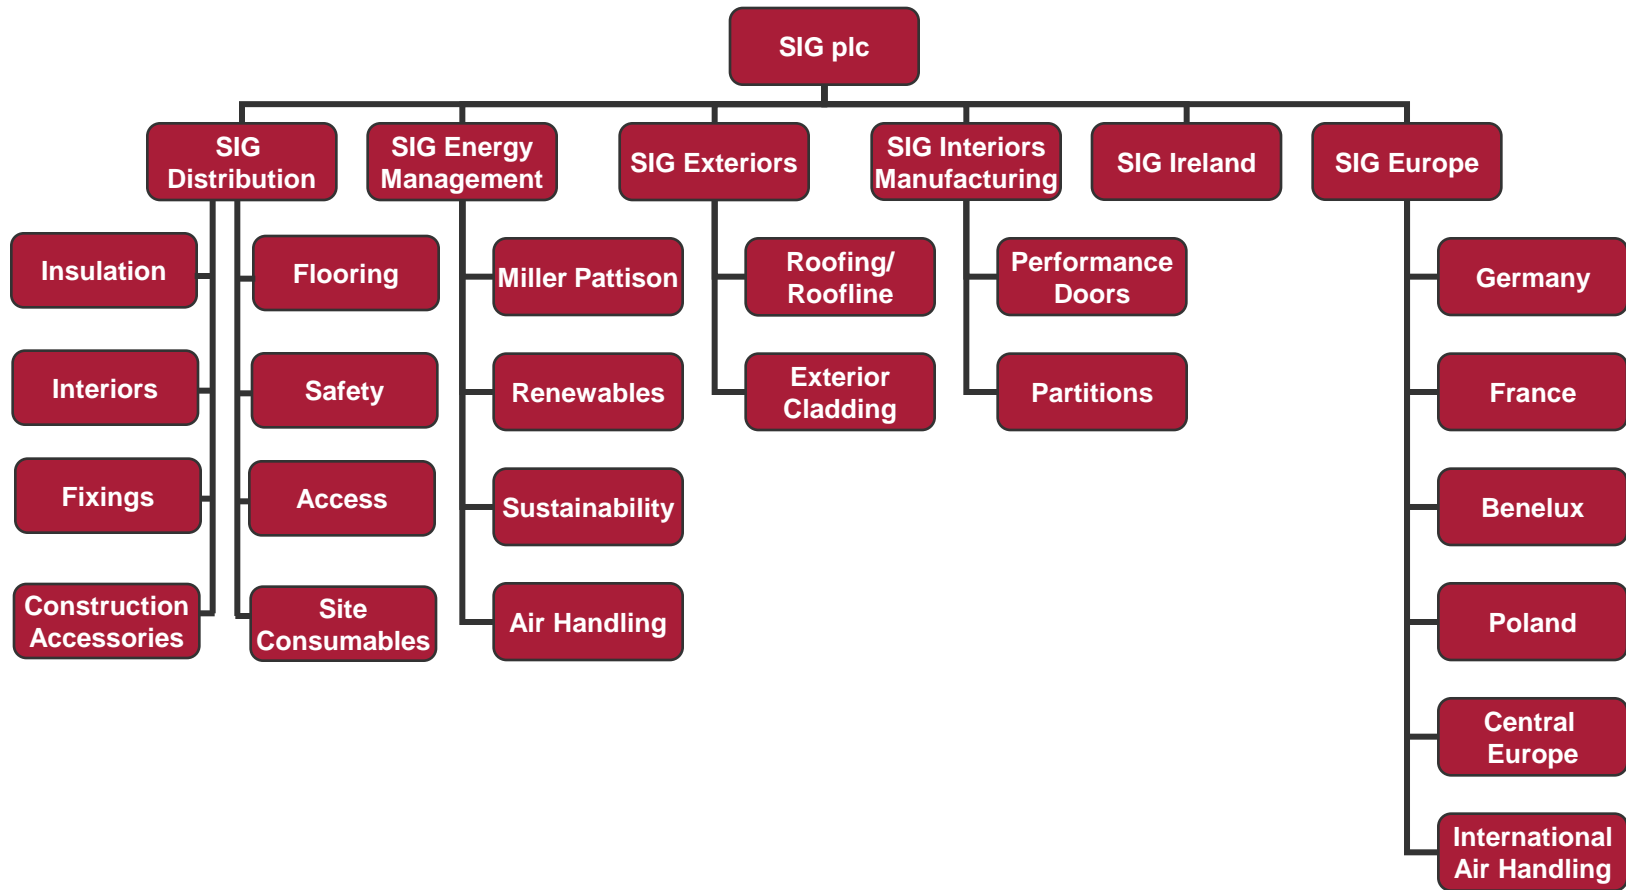 SIG plc
SIG
Distribution
SIG Energy
Management
SIG Exteriors
SIG Interiors
Manufacturing
SIG Ireland
SIG Europe
Insulation
Interiors
Fixings
Construction
Accessories
Flooring
Safety
Access
Site
Consumables
Miller Pattison
Renewables
Sustainability
Air Handling
Roofing/
Roofline
Exterior
Cladding
Performance
Doors
Partitions
Germany
France
Benelux
Poland
Central
Europe
International
Air Handling